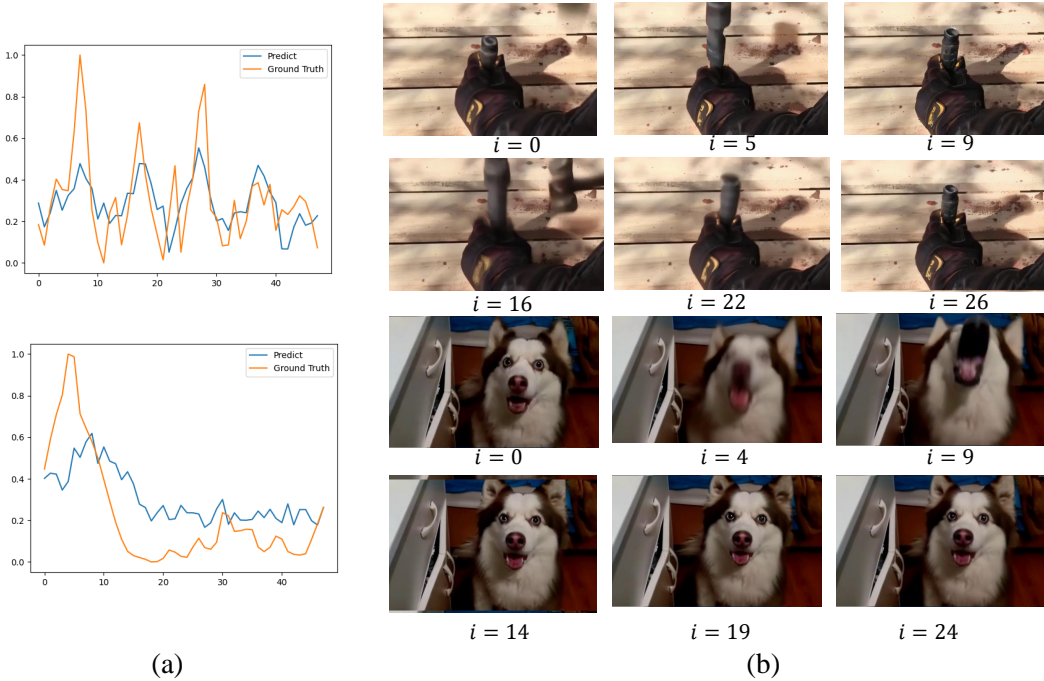 1.0
0.8
0.6
0.4
0.2
0.0
0 10 20 30 40
Predict
Ground Truth
1.0
0.8
0.6
0.4
0.2
0.0
0 10 20 30 40
Predict
Ground Truth
(a)
i = 0 i = 5 i = 9
i = 16 i = 22 i = 26
i = 0 i = 4 i = 9
i = 14 i = 19 i = 24
(b)